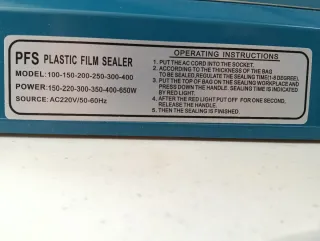 PFS PLASTIC FILM SEALER
MODEL:100-150-200-250-300-400
POWER:150-220-300-350-400-650W
SOURCE:AC220V/50-60Hz
OPERATING INSTRUCTIONS
1. PUT THE AC CORD INTO THE SOCKET.
2. ACCORDING TO THE THICKNESS OF THE BAG
TO BE SEALED,REGULATE THE SEALING TIME(1-8 DEGREE).
3. PUT THE TOP OF BAG ON THE SEALING WORKPLACE AND
PRESS DOWN THE HANDLE. SEALING TIME IS INDICATED
BY RED LIGHT.
4. AFTER THE RED LIGHT PUT OFF FOR ONE SECOND,
RELEASE THE HANDLE.
5. THEN THE SEALING IS FINISHED.